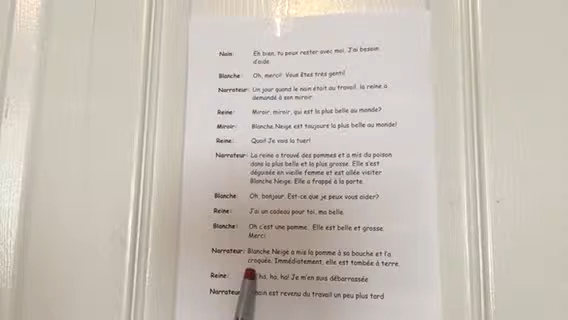 Nain: Eh bien, tu peux rester avec moi. J'ai besoin
d'aide.
Blanche: Oh, merci! Vous êtes très gentil
Narrateur: Un jour quand le nain était au travail, la reine a
demandé à son miroir.
Reine: Miroir, miroir, qui est la plus belle au monde?
Miroir: Blanche Neige est toujours la plus belle au monde!
Reine: Quoi! Je vais la tuer!
Narrateur: La reine a trouvé des pommes et a mis du poison
dans la plus belle et la plus grosse. Elle s'est
déguisée en vieille femme et est allée visiter
Blanche Neige. Elle a frappé à la porte.
Blanche: Oh, bonjour. Est-ce que je peux vous aider?
Reine: J'ai un cadeau pour toi, ma belle.
Blanche: Oh c'est une pomme. Elle est belle et grosse.
Merci.
Narrateur: Blanche Neige a mis la pomme à sa bouche et l'a
croquée. Immédiatement, elle est tombée à terre.
Reine: ha, ha, ha! Je m'en suis débarrassée
Narrateur nain est revenu du travail un peu plus tard